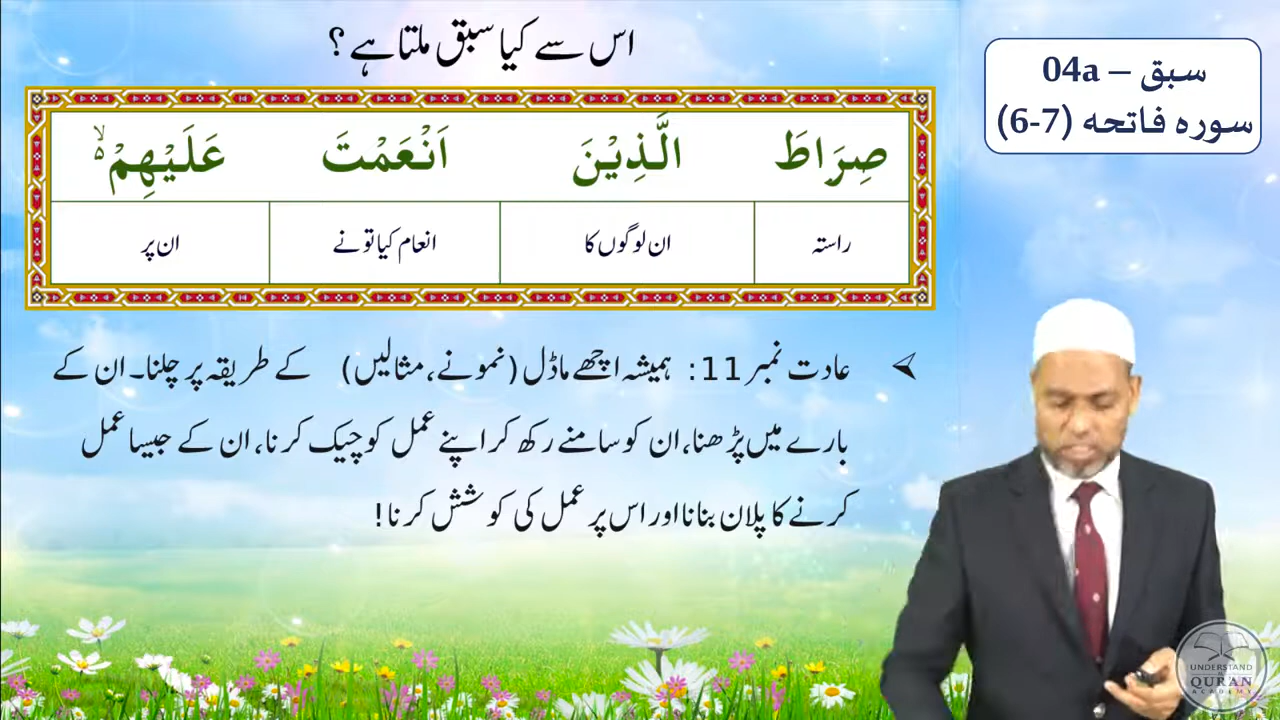 اس سے کیا سبق ملتا ہے؟
سبق – 04a
سورہ فاتحہ (6-7)
صِرَاطَ الَّذِيْنَ اَنْعَمْتَ عَلَيْهِمْ ۙ۬
راستہ ان لوگوں کا انعام کیا تو نے ان پر
عادت نمبر 11: ہمیشہ اچھے ماڈل (نمونے، مثالیں) کے طریقہ پر چلنا۔ ان کے
بارے میں پڑھنا، ان کو سامنے رکھ کر اپنے عمل کو چیک کرنا، ان کے جیسا عمل
کرنے کا پلان بنانا اور اس پر عمل کی کوشش کرنا!
UNDERSTAND
QURAN
ACADEMY